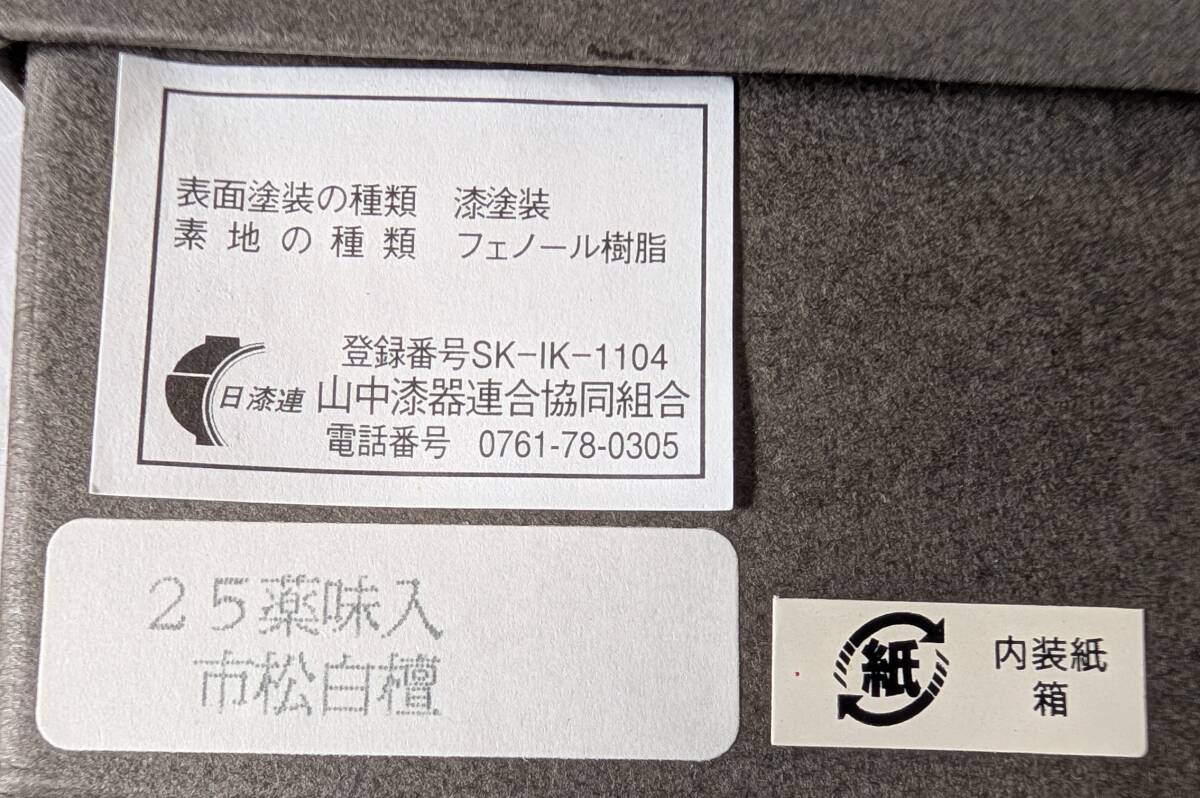 表面塗装の種類 漆塗装
素地の種類 フェノール樹脂
登録番号SK-IK-1104
日漆連 山中漆器連合協同組合
電話番号 0761-78-0305
25薬味入
市松白檀
紙
内装紙
箱